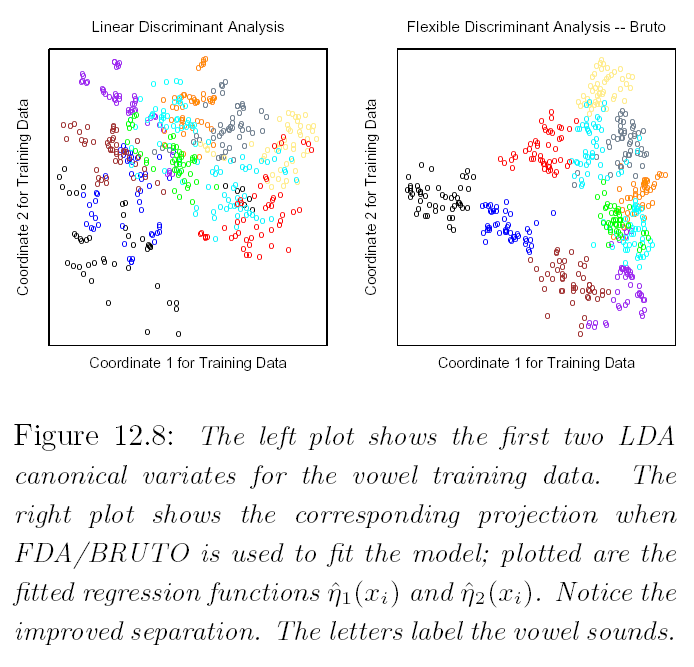 Linear Discriminant Analysis
Flexible Discriminant Analysis -- Bruto
Coordinate 2 for Training Data
Coordinate 2 for Training Data
Coordinate 1 for Training Data
Coordinate 1 for Training Data
Figure 12.8: The left plot shows the first two LDA
canonical variates for the vowel training data. The
right plot shows the corresponding projection when
FDA/BRUTO is used to fit the model; plotted are the
fitted regression functions η̂₁(xᵢ) and η̂₂(xᵢ). Notice the
improved separation. The letters label the vowel sounds.